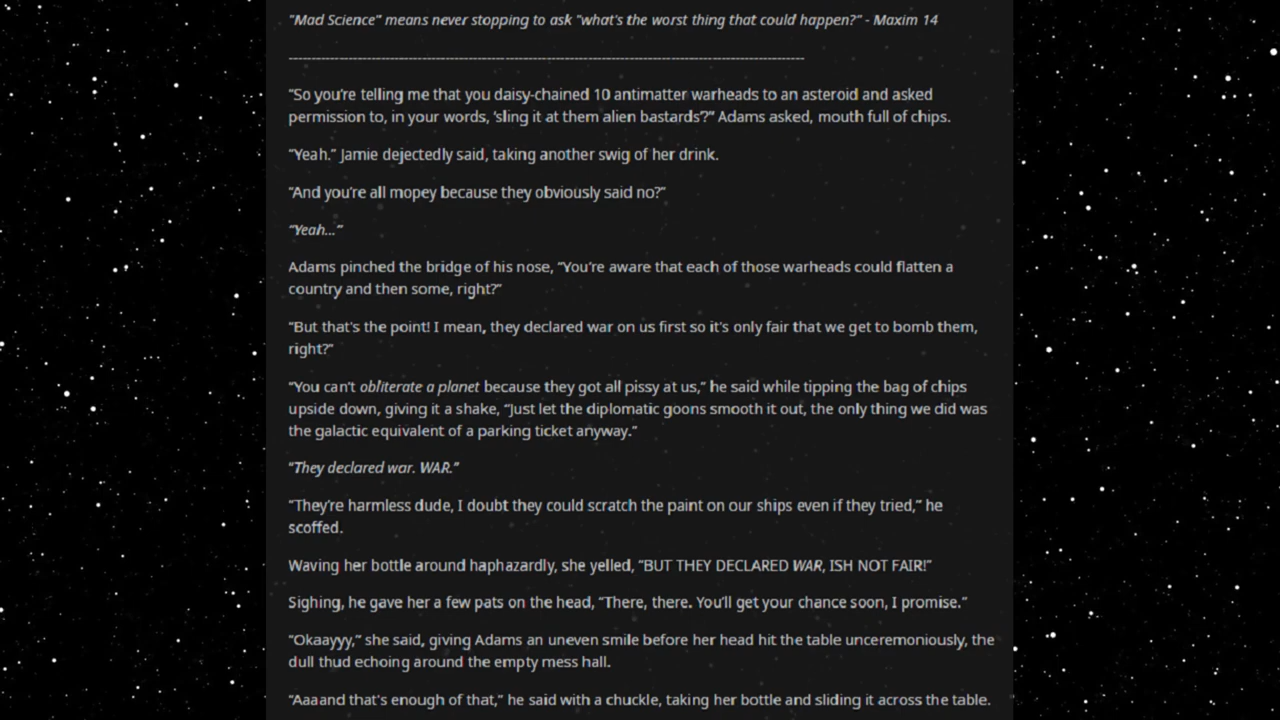 "Mad Science" means never stopping to ask "what's the worst thing that could happen?" - Maxim 14
--------------------------------------------------------------------------------------------------------------
"So you're telling me that you daisy-chained 10 antimatter warheads to an asteroid and asked
permission to, in your words, 'sling it at them alien bastards'?" Adams asked, mouth full of chips.
"Yeah." Jamie dejectedly said, taking another swig of her drink.
"And you're all mopey because they obviously said no?"
"Yeah..."
Adams pinched the bridge of his nose, "You're aware that each of those warheads could flatten a
country and then some, right?"
"But that's the point! I mean, they declared war on us first so it's only fair that we get to bomb them,
right?"
"You can't obliterate a planet because they got all pissy at us," he said while tipping the bag of chips
upside down, giving it a shake, "Just let the diplomatic goons smooth it out, the only thing we did was
the galactic equivalent of a parking ticket anyway."
"They declared war. WAR."
"They're harmless dude, I doubt they could scratch the paint on our ships even if they tried," he
scoffed.
Waving her bottle around haphazardly, she yelled, "BUT THEY DECLARED WAR, ISH NOT FAIR!"
Sighing, he gave her a few pats on the head, "There, there. You'll get your chance soon, I promise."
"Okaayyy," she said, giving Adams an uneven smile before her head hit the table unceremoniously, the
dull thud echoing around the empty mess hall.
"Aaaand that's enough of that," he said with a chuckle, taking her bottle and sliding it across the table.